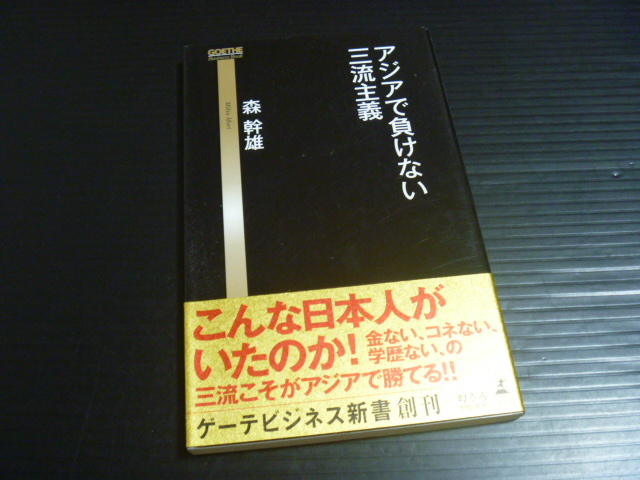 GOETHE
アジアで負けない
三流主義
森 幹雄
こんな日本人が
いたのか!
金ない、コネない、
学歴ない、の
三流こそがアジアで勝てる!!
ゲーテビジネス新書創刊